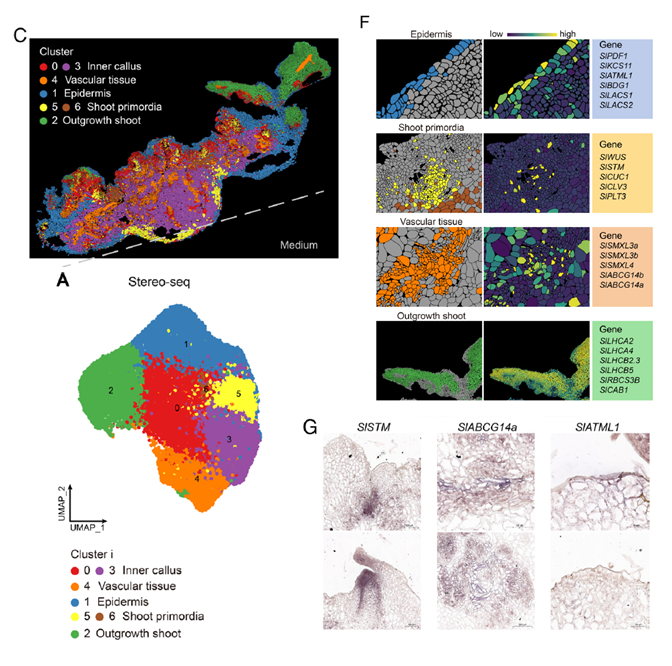 C
Cluster
0 3 Inner callus
4 Vascular tissue
1 Epidermis
5 6 Shoot primordia
2 Outgrowth shoot
Medium
A
Stereo-seq
1
2
6
5
0
3
4
UMAP_2
UMAP_1
Cluster i
0 3 Inner callus
4 Vascular tissue
1 Epidermis
5 6 Shoot primordia
2 Outgrowth shoot
F
low high
Epidermis
Gene
SlPDF1
SlKCS11
SlATML1
SlBDG1
SlLACS1
SlLACS2
Shoot primordia
Gene
SlWUS
SlSTM
SlCUC1
SlCLV3
SlPLT3
Vascular tissue
Gene
SlSMXL3a
SlSMXL3b
SlSMXL4
SlABCG14b
SlABCG14a
Outgrowth shoot
Gene
SlLHCA2
SlLHCA4
SlLHCB2.3
SlLHCB5
SlRBCS3B
SlCAB1
G
SlSTM SlABCG14a SlATML1